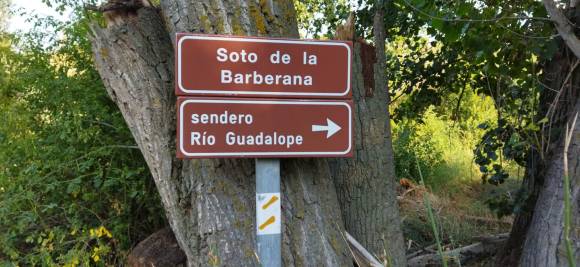 Soto de la
Barberana
sendero
Río Guadalope